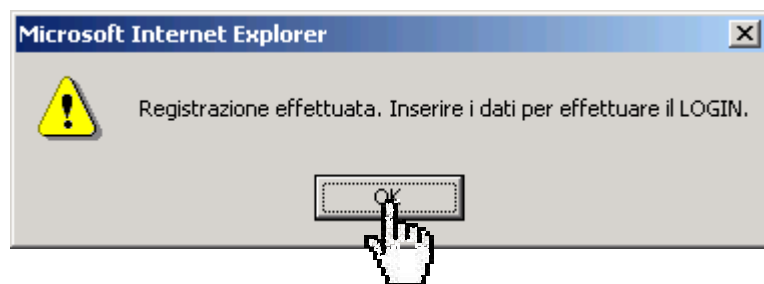 Microsoft Internet Explorer
Registrazione effettuata. Inserire i dati per effettuare il LOGIN.
OK